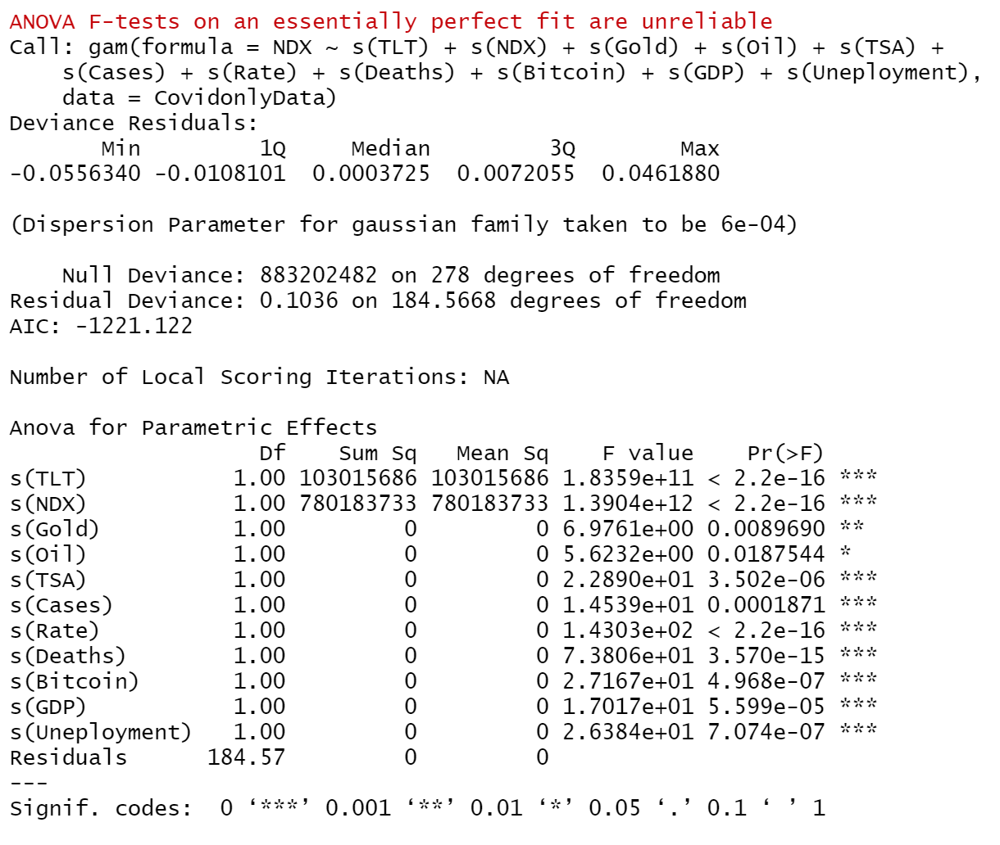 ANOVA F-tests on an essentially perfect fit are unreliable
Call: gam(formula = NDX ~ s(TLT) + s(NDX) + s(Gold) + s(Oil) + s(TSA) +
    s(Cases) + s(Rate) + s(Deaths) + s(Bitcoin) + s(GDP) + s(Uneployment),
    data = CovidonlyData)
Deviance Residuals:
       Min         1Q     Median         3Q        Max
-0.0556340 -0.0108101  0.0003725  0.0072055  0.0461880

(Dispersion Parameter for gaussian family taken to be 6e-04)

    Null Deviance: 883202482 on 278 degrees of freedom
Residual Deviance: 0.1036 on 184.5668 degrees of freedom
AIC: -1221.122

Number of Local Scoring Iterations: NA

Anova for Parametric Effects
                   Df    Sum Sq   Mean Sq    F value    Pr(>F)
s(TLT)           1.00 103015686 103015686 1.8359e+11 < 2.2e-16 ***
s(NDX)           1.00 780183733 780183733 1.3904e+12 < 2.2e-16 ***
s(Gold)          1.00         0         0 6.9761e+00 0.0089690 **
s(Oil)           1.00         0         0 5.6232e+00 0.0187544 *
s(TSA)           1.00         0         0 2.2890e+01 3.502e-06 ***
s(Cases)         1.00         0         0 1.4539e+01 0.0001871 ***
s(Rate)          1.00         0         0 1.4303e+02 < 2.2e-16 ***
s(Deaths)        1.00         0         0 7.3806e+01 3.570e-15 ***
s(Bitcoin)       1.00         0         0 2.7167e+01 4.968e-07 ***
s(GDP)           1.00         0         0 1.7017e+01 5.599e-05 ***
s(Uneployment)   1.00         0         0 2.6384e+01 7.074e-07 ***
Residuals      184.57         0         0
---
Signif. codes:  0 ‘***’ 0.001 ‘**’ 0.01 ‘*’ 0.05 ‘.’ 0.1 ‘ ’ 1